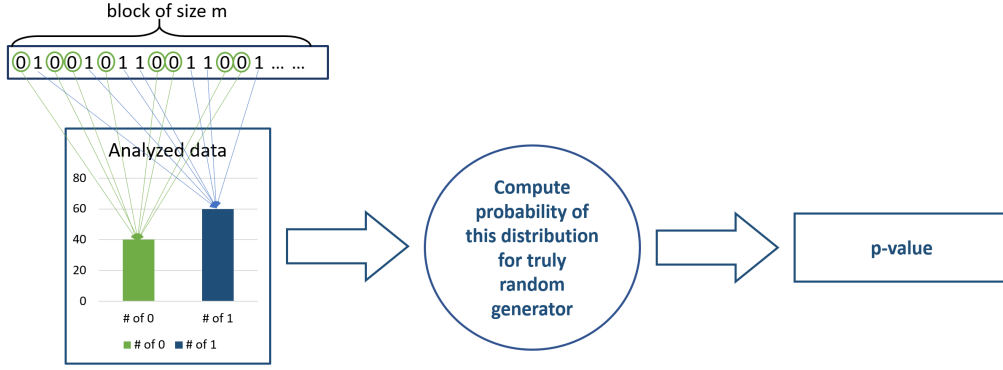 block of size m
0 1 0 0 1 0 1 1 0 0 1 1 0 0 1 ... ...
Analyzed data
80
60
40
20
0
# of 0 # of 1
# of 0 # of 1
Compute
probability of
this distribution
for truly
random
generator
p-value